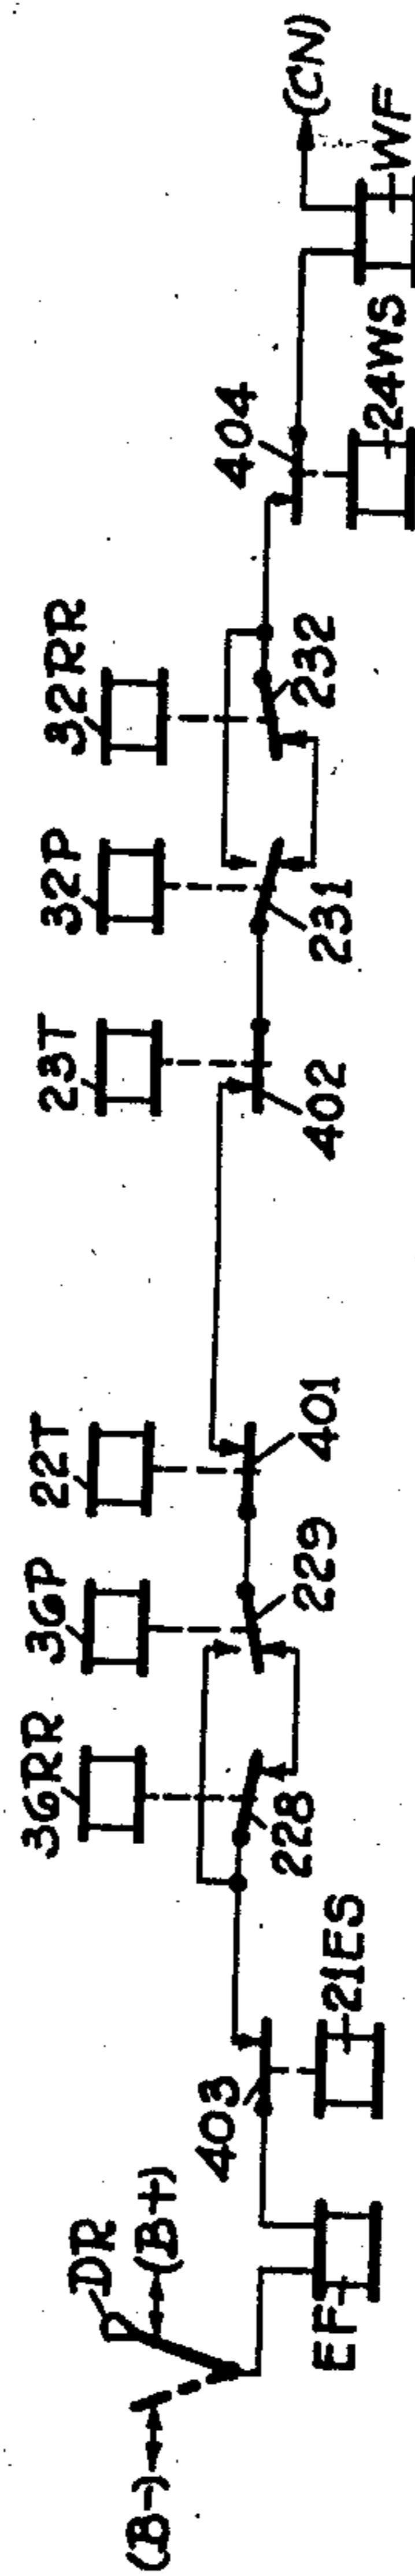 (B-)
DR
(B+)
EF
403
21ES
36RR
228
36P
229
22T
401
23T
402
32P
231
32RR
232
404
24WS
WF
(CN)